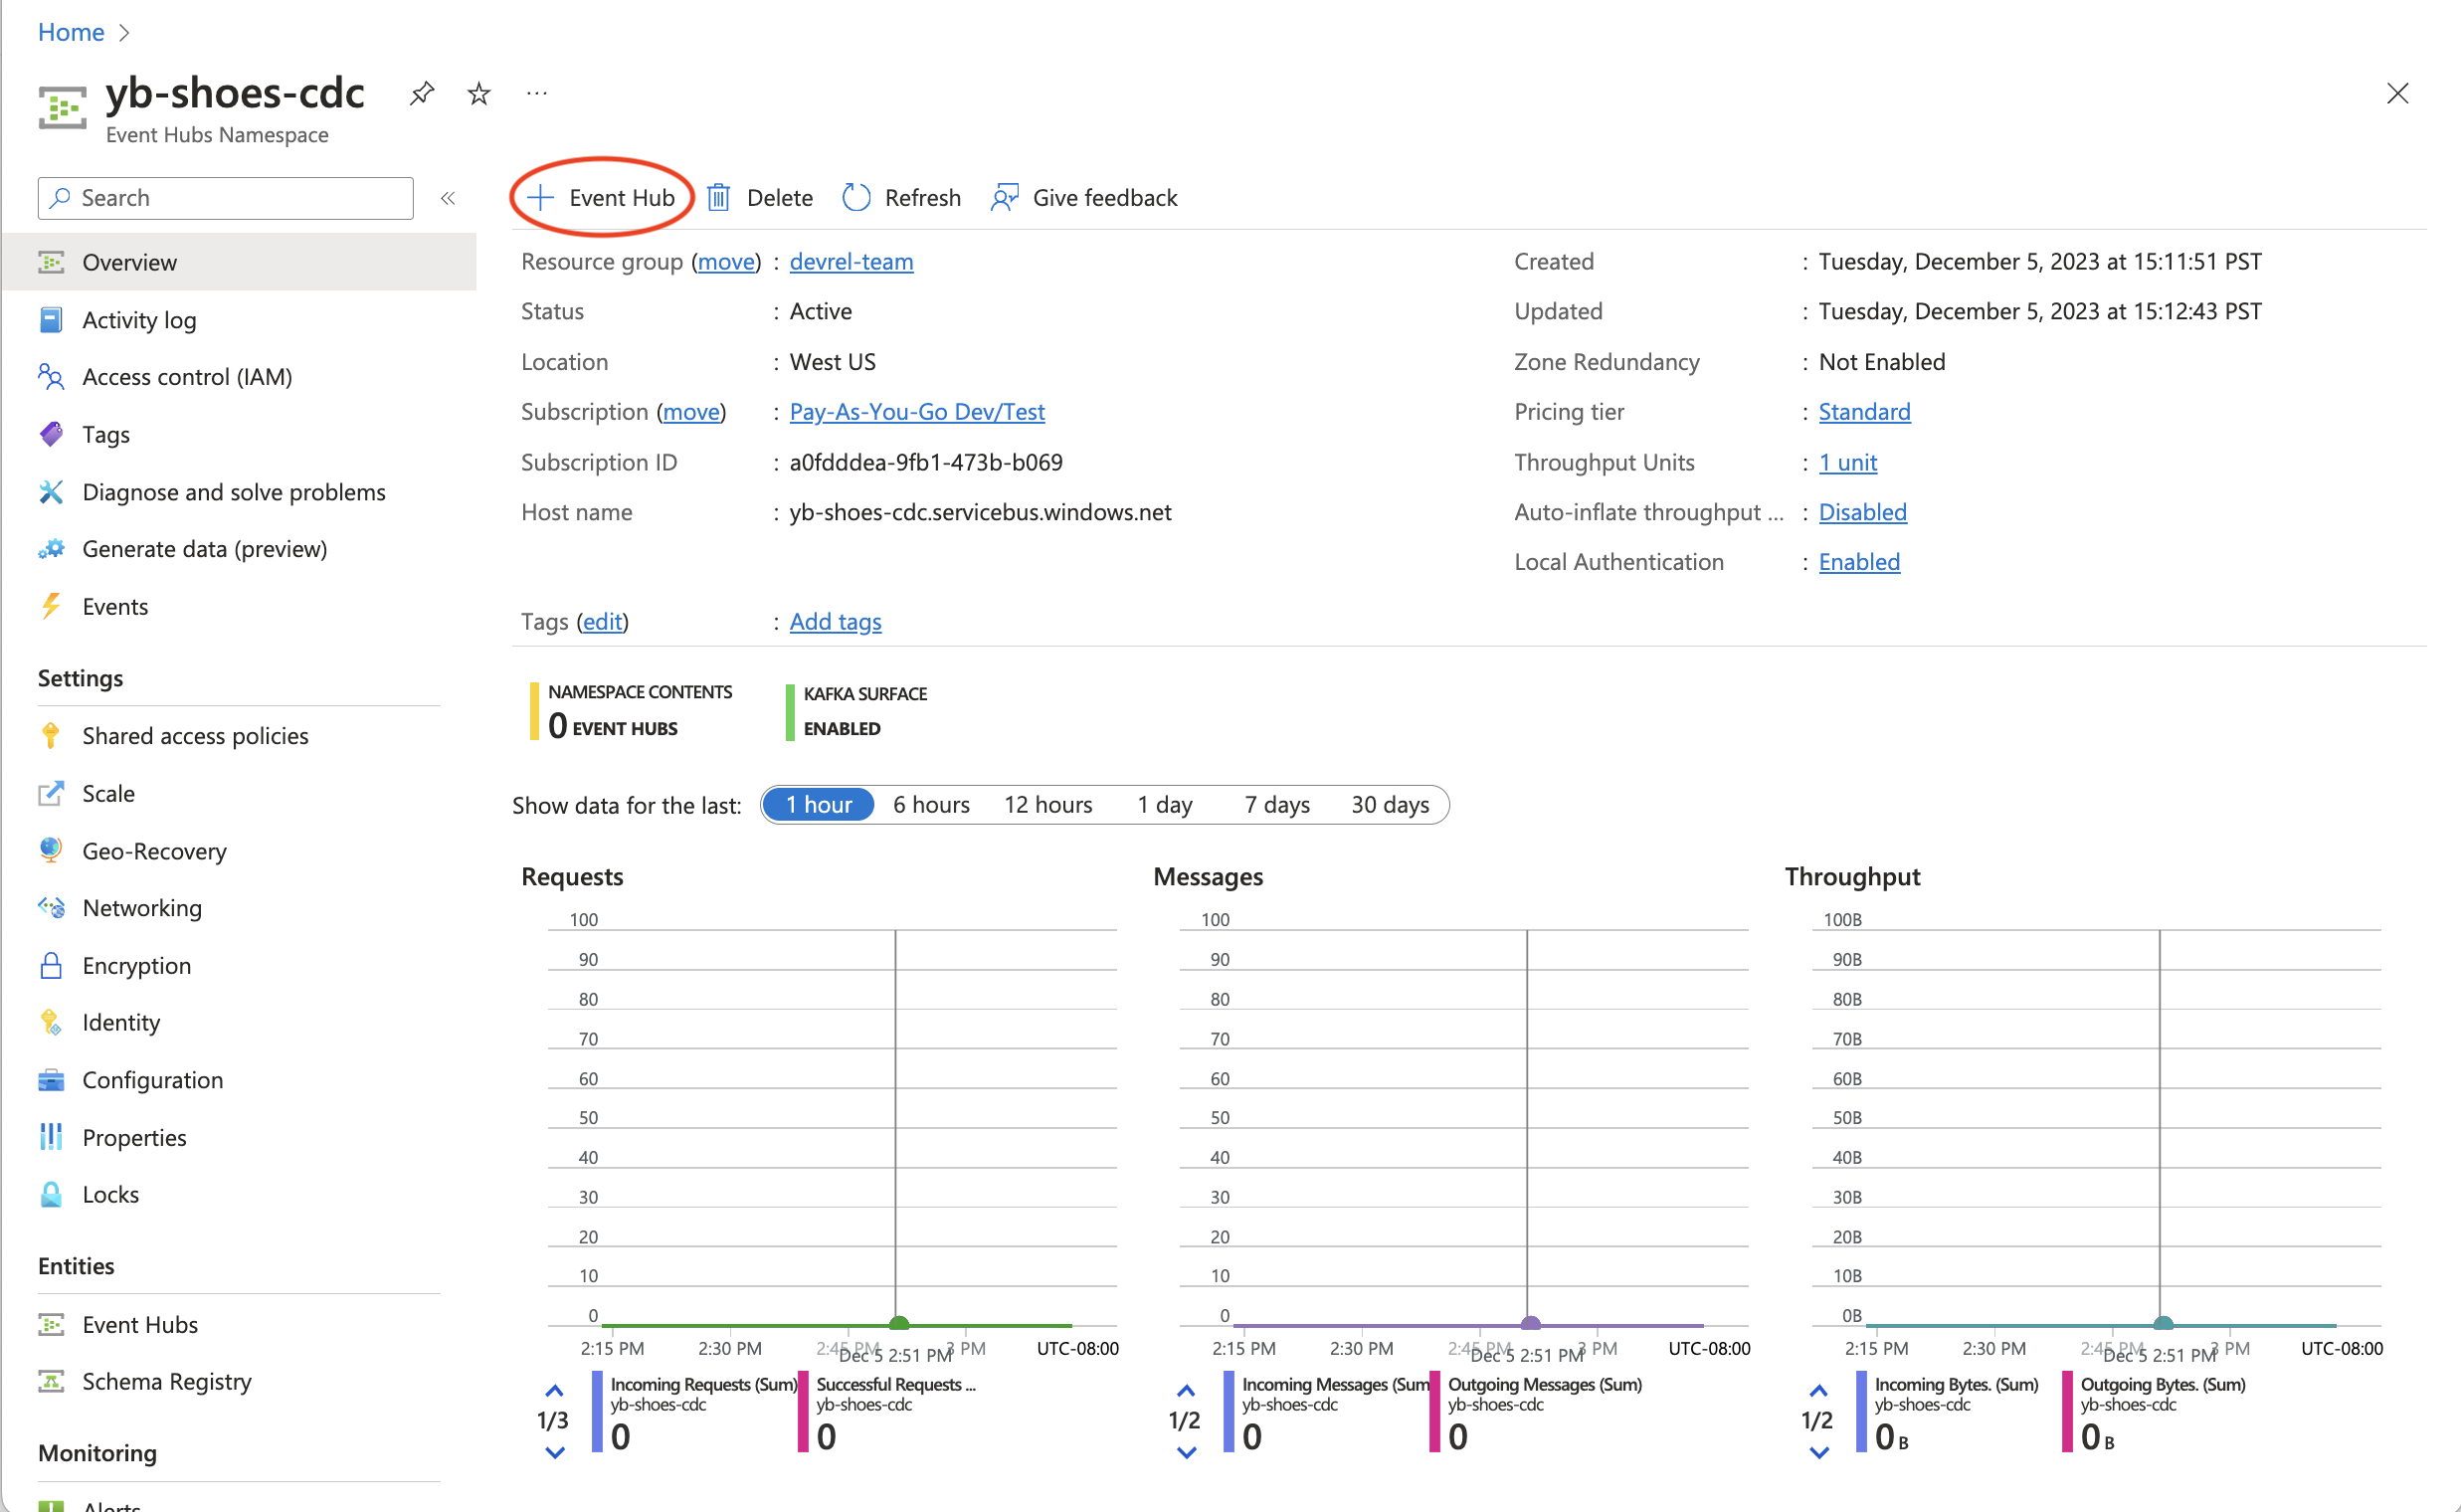 Home
yb-shoes-cdc
Event Hubs Namespace
Search
Event Hub Delete Refresh Give feedback
Overview
Activity log
Access control (IAM)
Tags
Diagnose and solve problems
Generate data (preview)
Events
Settings
Shared access policies
Scale
Geo-Recovery
Networking
Encryption
Identity
Configuration
Properties
Locks
Entities
Event Hubs
Schema Registry
Monitoring
Alerts
Resource group (move) : devrel-team
Status : Active
Location : West US
Subscription (move) : Pay-As-You-Go Dev/Test
Subscription ID : a0fdddea-9fb1-473b-b069
Host name : yb-shoes-cdc.servicebus.windows.net
Tags (edit) : Add tags
Created : Tuesday, December 5, 2023 at 15:11:51 PST
Updated : Tuesday, December 5, 2023 at 15:12:43 PST
Zone Redundancy : Not Enabled
Pricing tier : Standard
Throughput Units : 1 unit
Auto-inflate throughput ... : Disabled
Local Authentication : Enabled
NAMESPACE CONTENTS
0 EVENT HUBS
KAFKA SURFACE
ENABLED
Show data for the last: 1 hour 6 hours 12 hours 1 day 7 days 30 days
Requests
100
90
80
70
60
50
40
30
20
10
0
2:15 PM 2:30 PM 2:45 PM 3 PM UTC-08:00
Dec 5 2:51 PM
1/3
Incoming Requests (Sum)
yb-shoes-cdc
0
Successful Requests ...
yb-shoes-cdc
0
Messages
100
90
80
70
60
50
40
30
20
10
0
2:15 PM 2:30 PM 2:45 PM 3 PM UTC-08:00
Dec 5 2:51 PM
1/2
Incoming Messages (Sum
yb-shoes-cdc
0
Outgoing Messages (Sum)
yb-shoes-cdc
0
Throughput
100B
90B
80B
70B
60B
50B
40B
30B
20B
10B
0B
2:15 PM 2:30 PM 2:45 PM 3 PM UTC-08:00
Dec 5 2:51 PM
1/2
Incoming Bytes. (Sum)
yb-shoes-cdc
0 B
Outgoing Bytes. (Sum)
yb-shoes-cdc
0 B